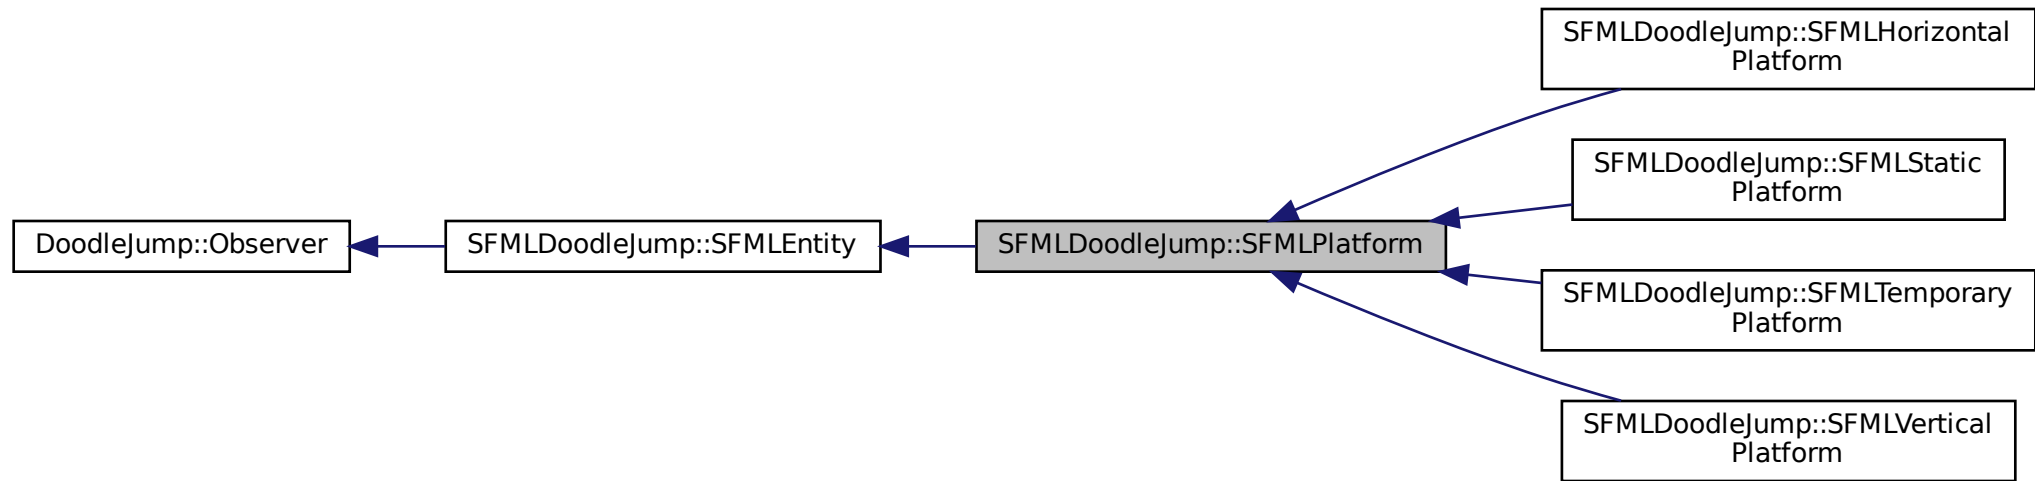 DoodleJump::Observer
SFMLDoodleJump::SFMLEntity
SFMLDoodleJump::SFMLPlatform
SFMLDoodleJump::SFMLHorizontal
Platform
SFMLDoodleJump::SFMLStatic
Platform
SFMLDoodleJump::SFMLTemporary
Platform
SFMLDoodleJump::SFMLVertical
Platform